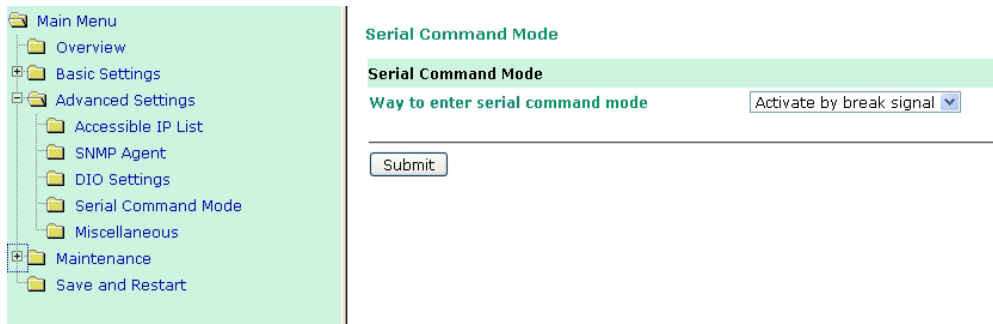 Main Menu
Overview
Basic Settings
Advanced Settings
Accessible IP List
SNMP Agent
DIO Settings
Serial Command Mode
Miscellaneous
Maintenance
Save and Restart
Serial Command Mode
Serial Command Mode
Way to enter serial command mode Activate by break signal
Submit